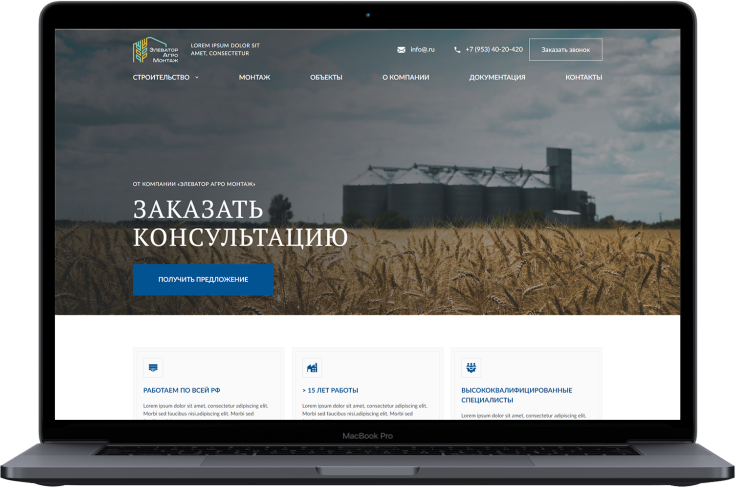 Элеватор
Агро
Монтаж
LOREM IPSUM DOLOR SIT
AMET, CONSECTETUR
info@.ru
+7 (953) 40-20-420
Заказать звонок
СТРОИТЕЛЬСТВО
МОНТАЖ
ОБЪЕКТЫ
О КОМПАНИИ
ДОКУМЕНТАЦИЯ
КОНТАКТЫ
ОТ КОМПАНИИ «ЭЛЕВАТОР АГРО МОНТАЖ»
ЗАКАЗАТЬ
КОНСУЛЬТАЦИЮ
ПОЛУЧИТЬ ПРЕДЛОЖЕНИЕ
РАБОТАЕМ ПО ВСЕЙ РФ
Lorem ipsum dolor sit amet, consectetur adipiscing elit.
Morbi sed faucibus nisi.adipiscing elit. Morbi sed
> 15 ЛЕТ РАБОТЫ
Lorem ipsum dolor sit amet, consectetur adipiscing elit.
Morbi sed faucibus nisi.adipiscing elit. Morbi sed
ВЫСОКОКВАЛИФИЦИРОВАННЫЕ
СПЕЦИАЛИСТЫ
Lorem ipsum dolor sit amet, consectetur adipiscing elit.
MacBook Pro